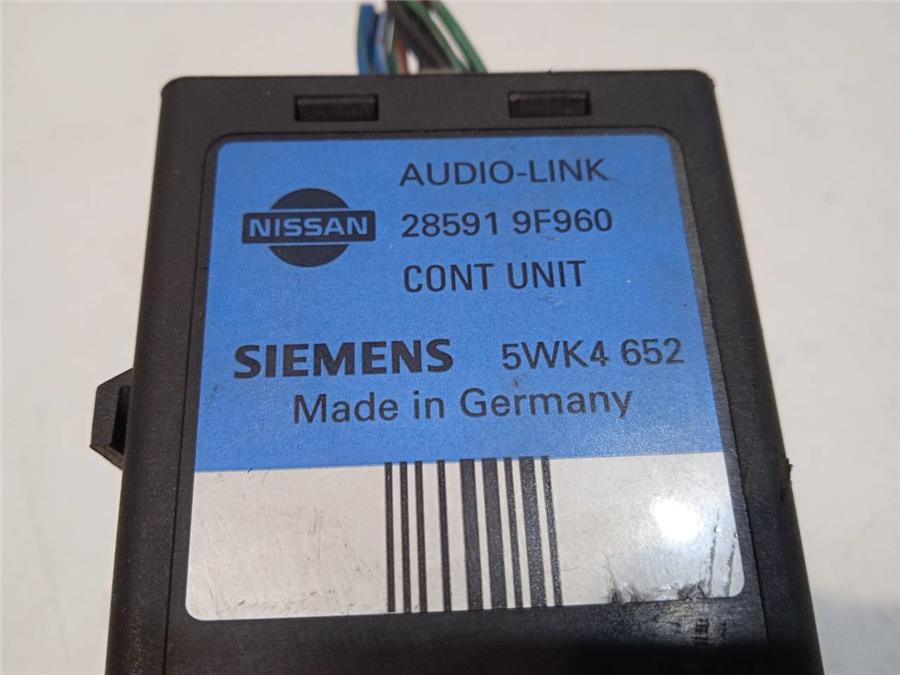 AUDIO-LINK
NISSAN
28591 9F960
CONT UNIT
SIEMENS 5WK4 652
Made in Germany